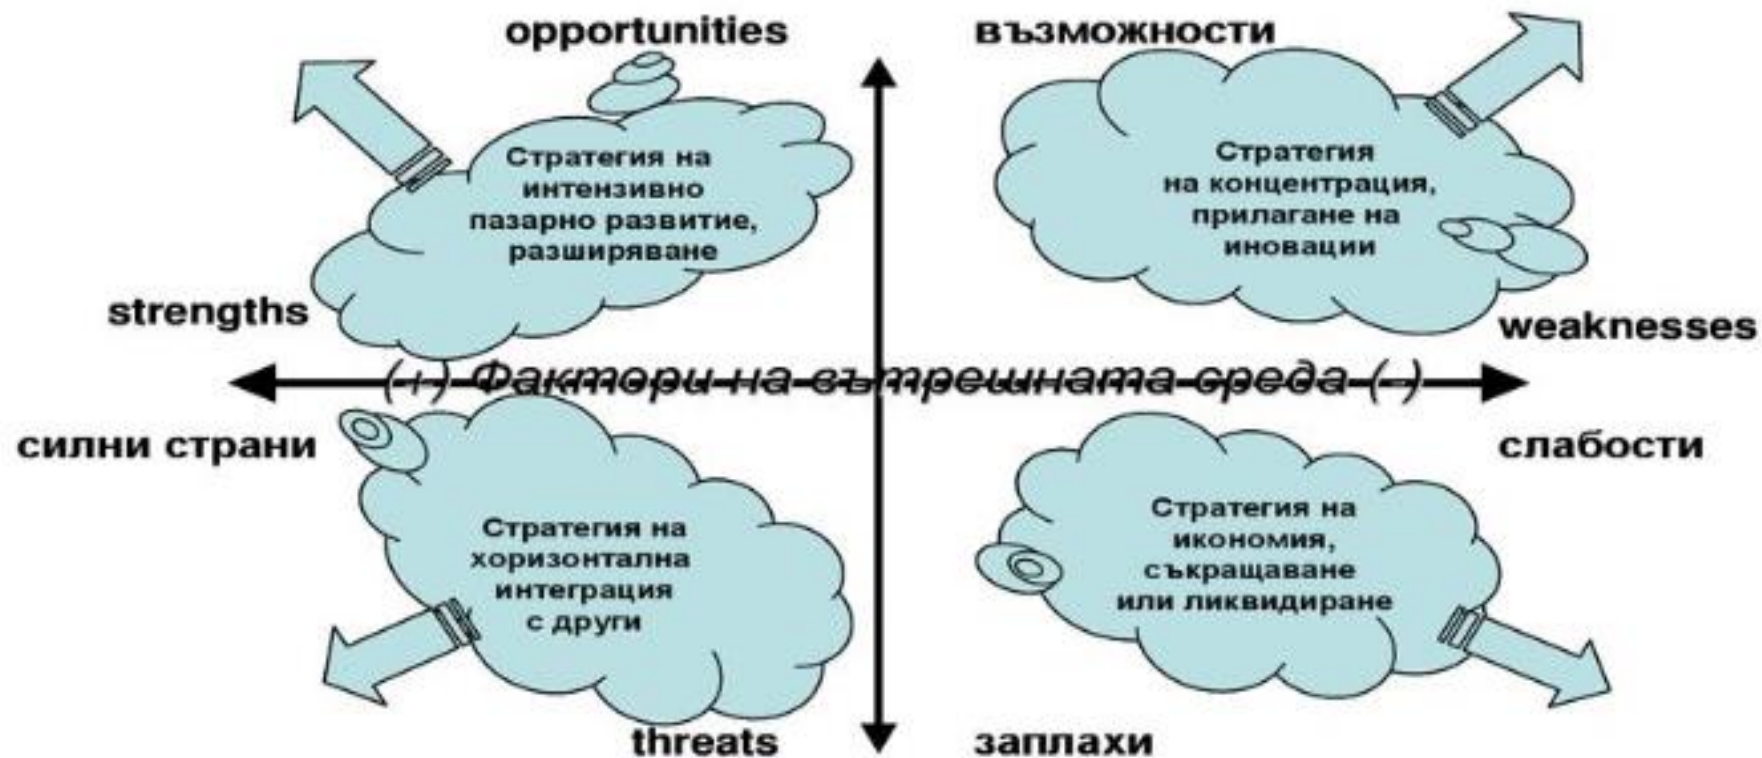 opportunities
възможности
Стратегия на
интензивно
пазарно развитие,
разширяване
Стратегия
на концентрация,
прилагане на
иновации
strengths
weaknesses
(+) Фактори на вътрешната среда (-)
силни страни
слабости
Стратегия на
хоризонтална
интеграция
с други
Стратегия на
икономия,
съкращаване
или ликвидиране
threats
заплахи